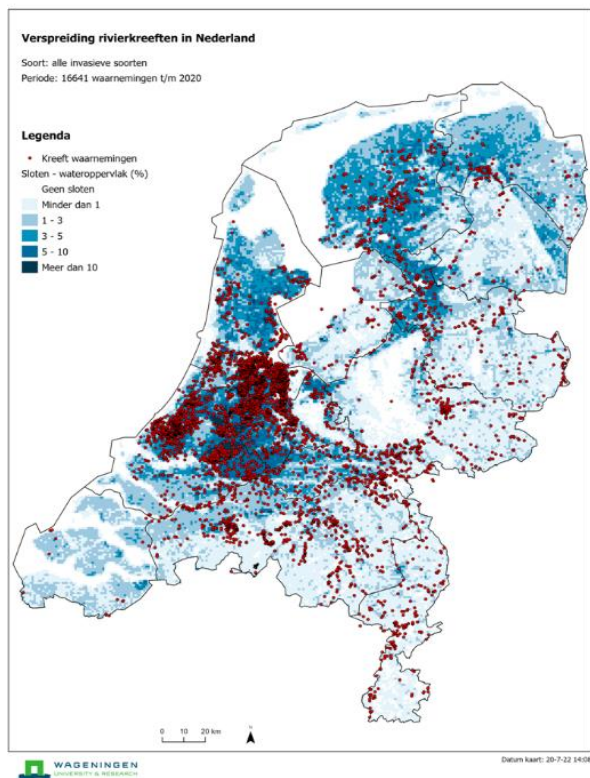 Verspreiding rivierkreeften in Nederland
Soort: alle invasieve soorten
Periode: 16641 waarnemingen t/m 2020
Legenda
Kreeft waarnemingen
Sloten - wateroppervlak (%)
Geen sloten
Minder dan 1
1 - 3
3 - 5
5 - 10
Meer dan 10
0 10 20 km
WAGENINGEN
UNIVERSITY & RESEARCH
Datum kaart: 20-7-22 14:08